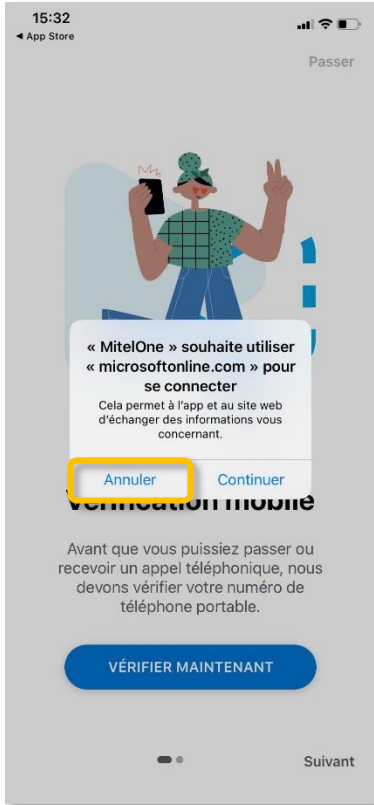 15:32
◀ App Store
Passer
« MitelOne » souhaite utiliser
« microsoftonline.com » pour
se connecter
Cela permet à l'app et au site web
d'échanger des informations vous
concernant.
Annuler
Continuer
Vérification mobile
Avant que vous puissiez passer ou
recevoir un appel téléphonique, nous
devons vérifier votre numéro de
téléphone portable.
VÉRIFIER MAINTENANT
Suivant